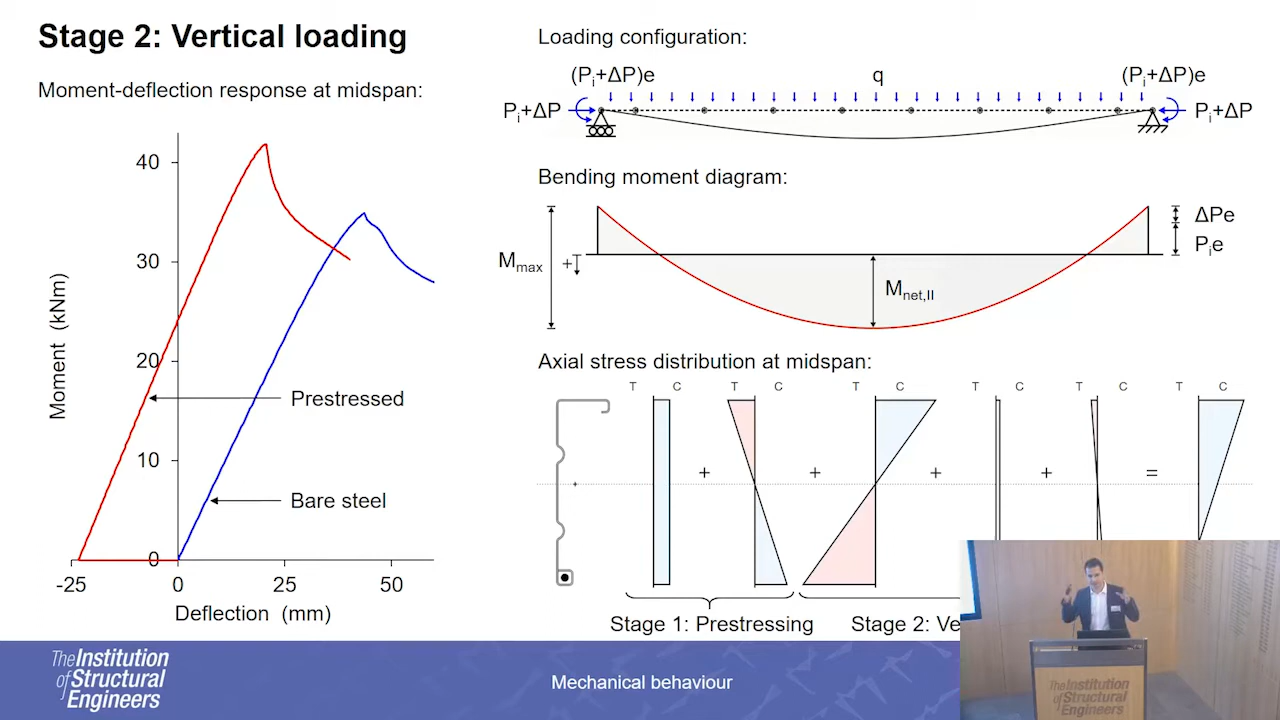 Stage 2: Vertical loading
Moment-deflection response at midspan:
Moment (kNm)
40
30
20
10
0
-25
0
25
50
Deflection (mm)
Prestressed
Bare steel
Loading configuration:
(Pi+ΔP)e
q
(Pi+ΔP)e
Pi+ΔP
Pi+ΔP
Bending moment diagram:
Mmax
+
Mnet,II
ΔPe
Pie
Axial stress distribution at midspan:
T C T C T C T C T C T C
+ + + + =
Stage 1: Prestressing
Stage 2: Ve
The Institution
of Structural
Engineers
Mechanical behaviour
The Institution
of Structural
Engineers